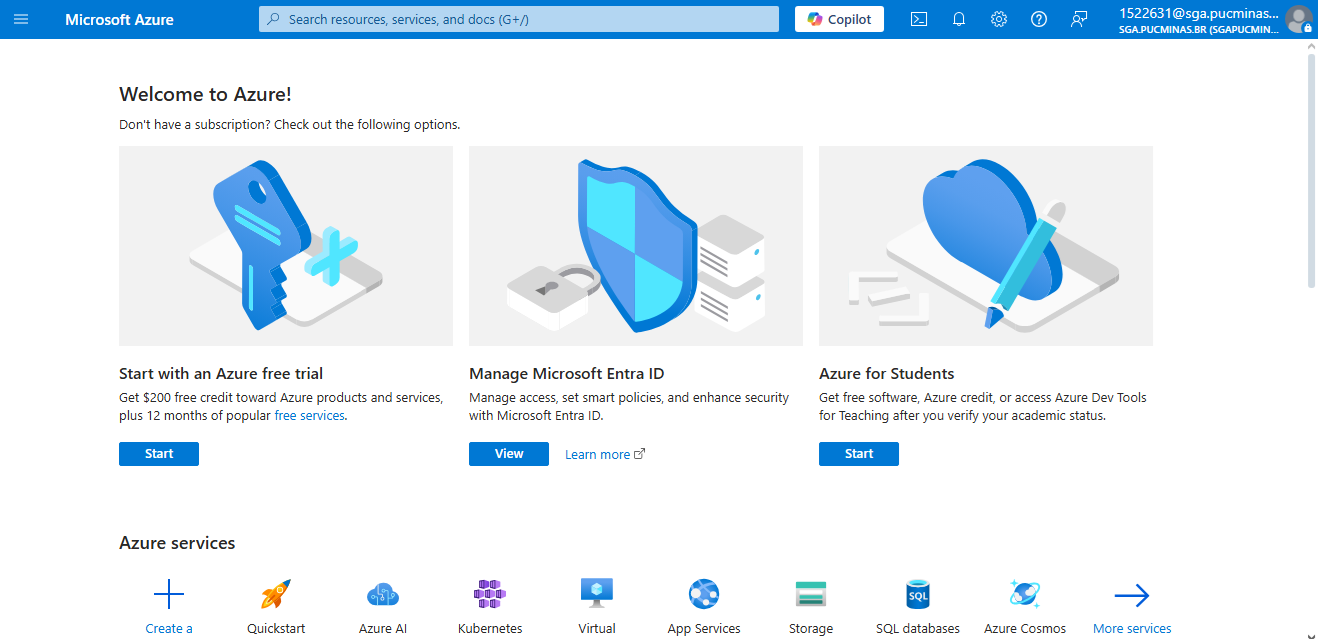 Microsoft Azure
Search resources, services, and docs (G+/)
Copilot
1522631@sga.pucminas...
SGA.PUCMINAS.BR (SGAPUCMIN...
Welcome to Azure!
Don't have a subscription? Check out the following options.
Start with an Azure free trial
Get $200 free credit toward Azure products and services,
plus 12 months of popular free services.
Start
Manage Microsoft Entra ID
Manage access, set smart policies, and enhance security
with Microsoft Entra ID.
View
Learn more
Azure for Students
Get free software, Azure credit, or access Azure Dev Tools
for Teaching after you verify your academic status.
Start
Azure services
SQL
Create a
Quickstart
Azure AI
Kubernetes
Virtual
App Services
Storage
SQL databases
Azure Cosmos
More services